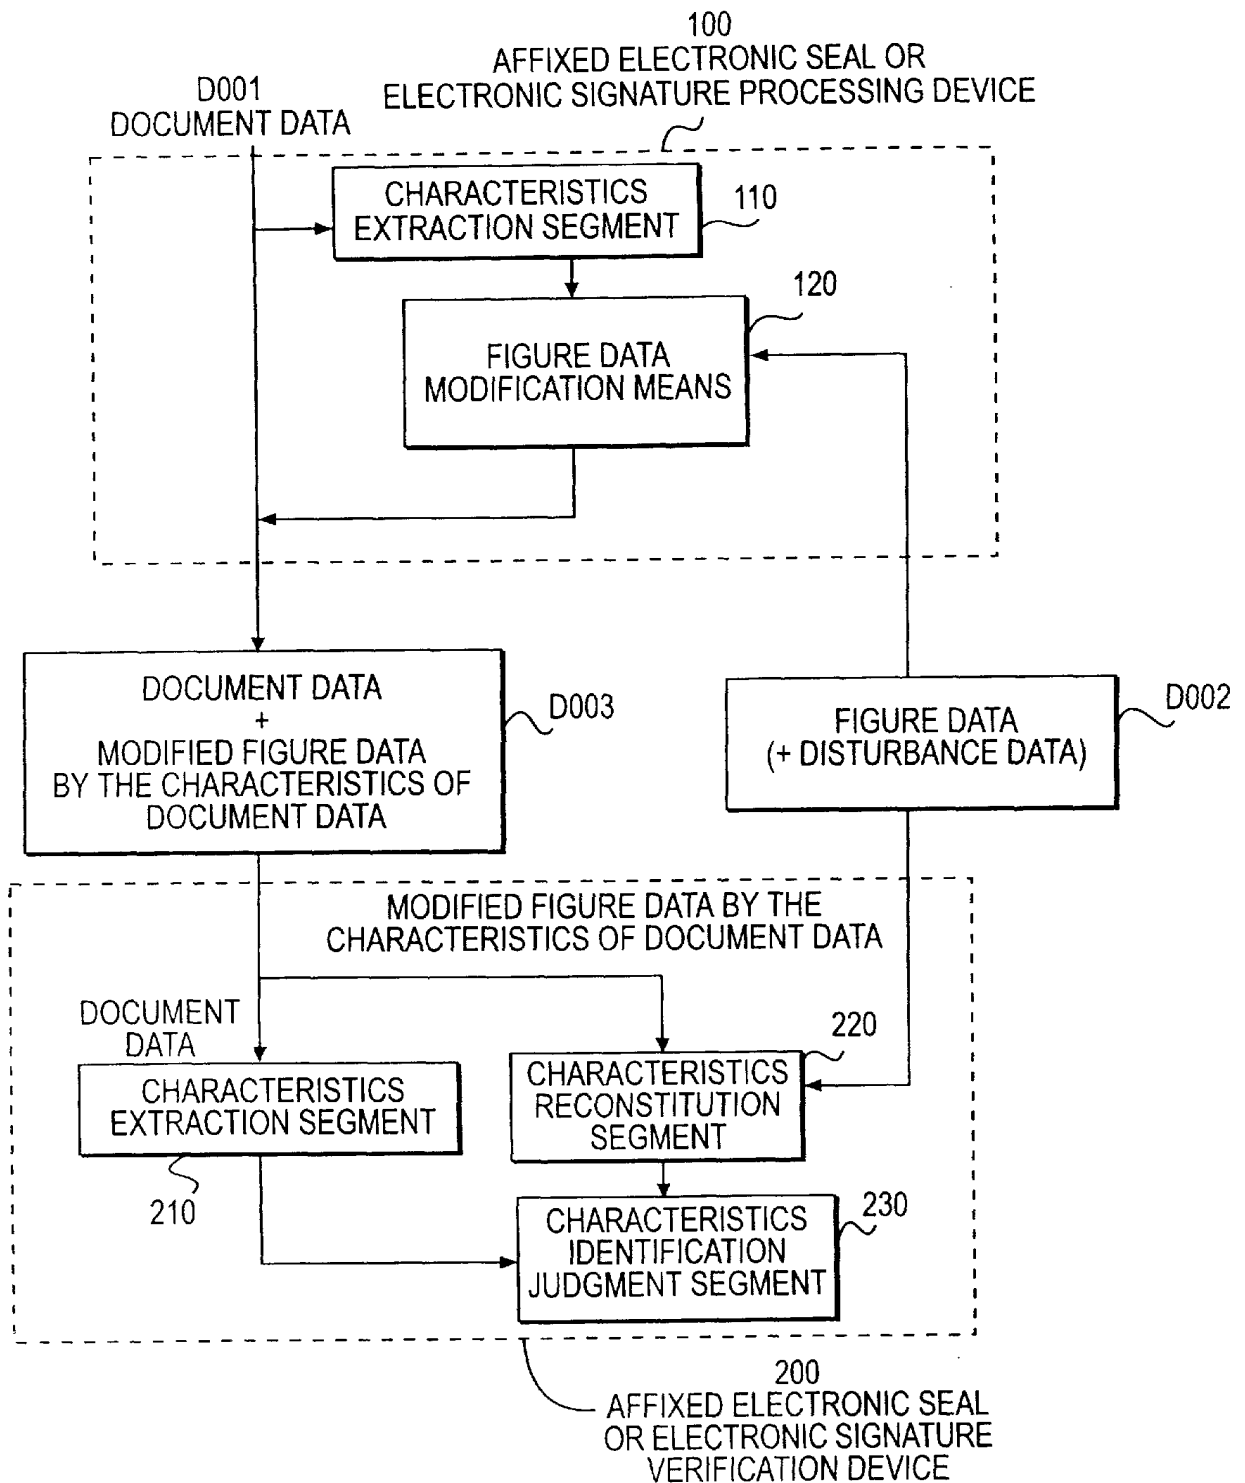 100
AFFIXED ELECTRONIC SEAL OR
ELECTRONIC SIGNATURE PROCESSING DEVICE
D001
DOCUMENT DATA
CHARACTERISTICS
EXTRACTION SEGMENT
110
120
FIGURE DATA
MODIFICATION MEANS
DOCUMENT DATA
+
MODIFIED FIGURE DATA
BY THE CHARACTERISTICS OF
DOCUMENT DATA
D003
FIGURE DATA
(+ DISTURBANCE DATA)
D002
MODIFIED FIGURE DATA BY THE
CHARACTERISTICS OF DOCUMENT DATA
DOCUMENT
DATA
CHARACTERISTICS
EXTRACTION SEGMENT
210
220
CHARACTERISTICS
RECONSTITUTION
SEGMENT
CHARACTERISTICS
IDENTIFICATION
JUDGMENT SEGMENT
230
200
AFFIXED ELECTRONIC SEAL
OR ELECTRONIC SIGNATURE
VERIFICATION DEVICE